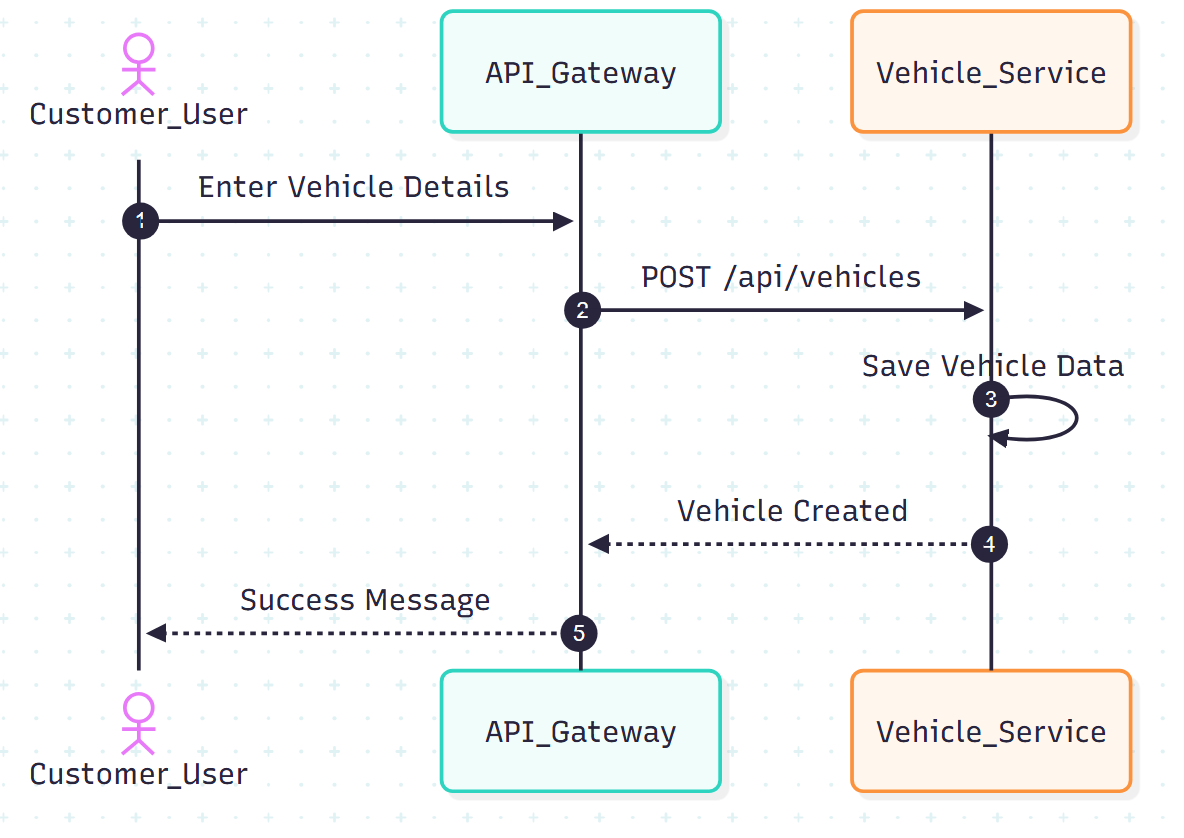 Customer_User
API_Gateway
Vehicle_Service
Enter Vehicle Details
1
POST /api/vehicles
2
Save Vehicle Data
3
Vehicle Created
4
Success Message
5
Customer_User
API_Gateway
Vehicle_Service